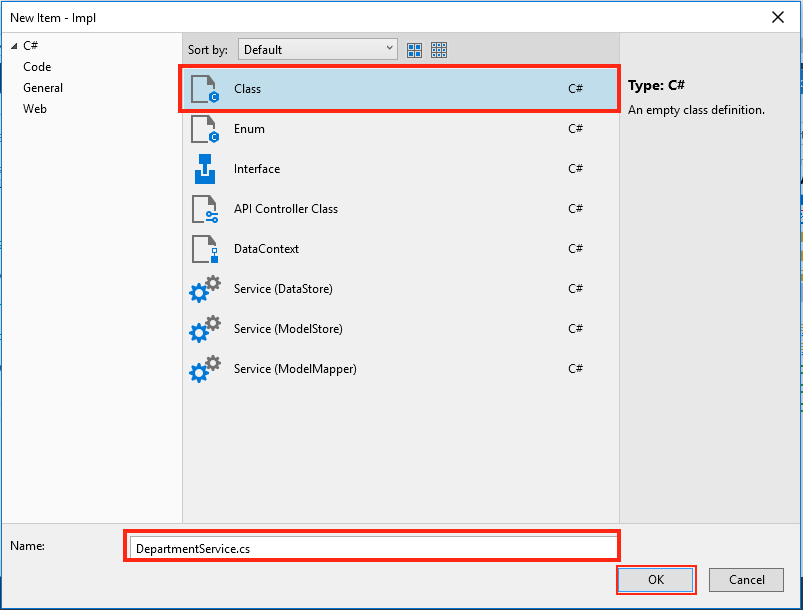 New Item - Impl
C#
Code
General
Web
Sort by: Default
Class C#
Enum C#
Interface C#
API Controller Class C#
DataContext C#
Service (DataStore) C#
Service (ModelStore) C#
Service (ModelMapper) C#
Type: C#
An empty class definition.
Name: DepartmentService.cs
OK Cancel